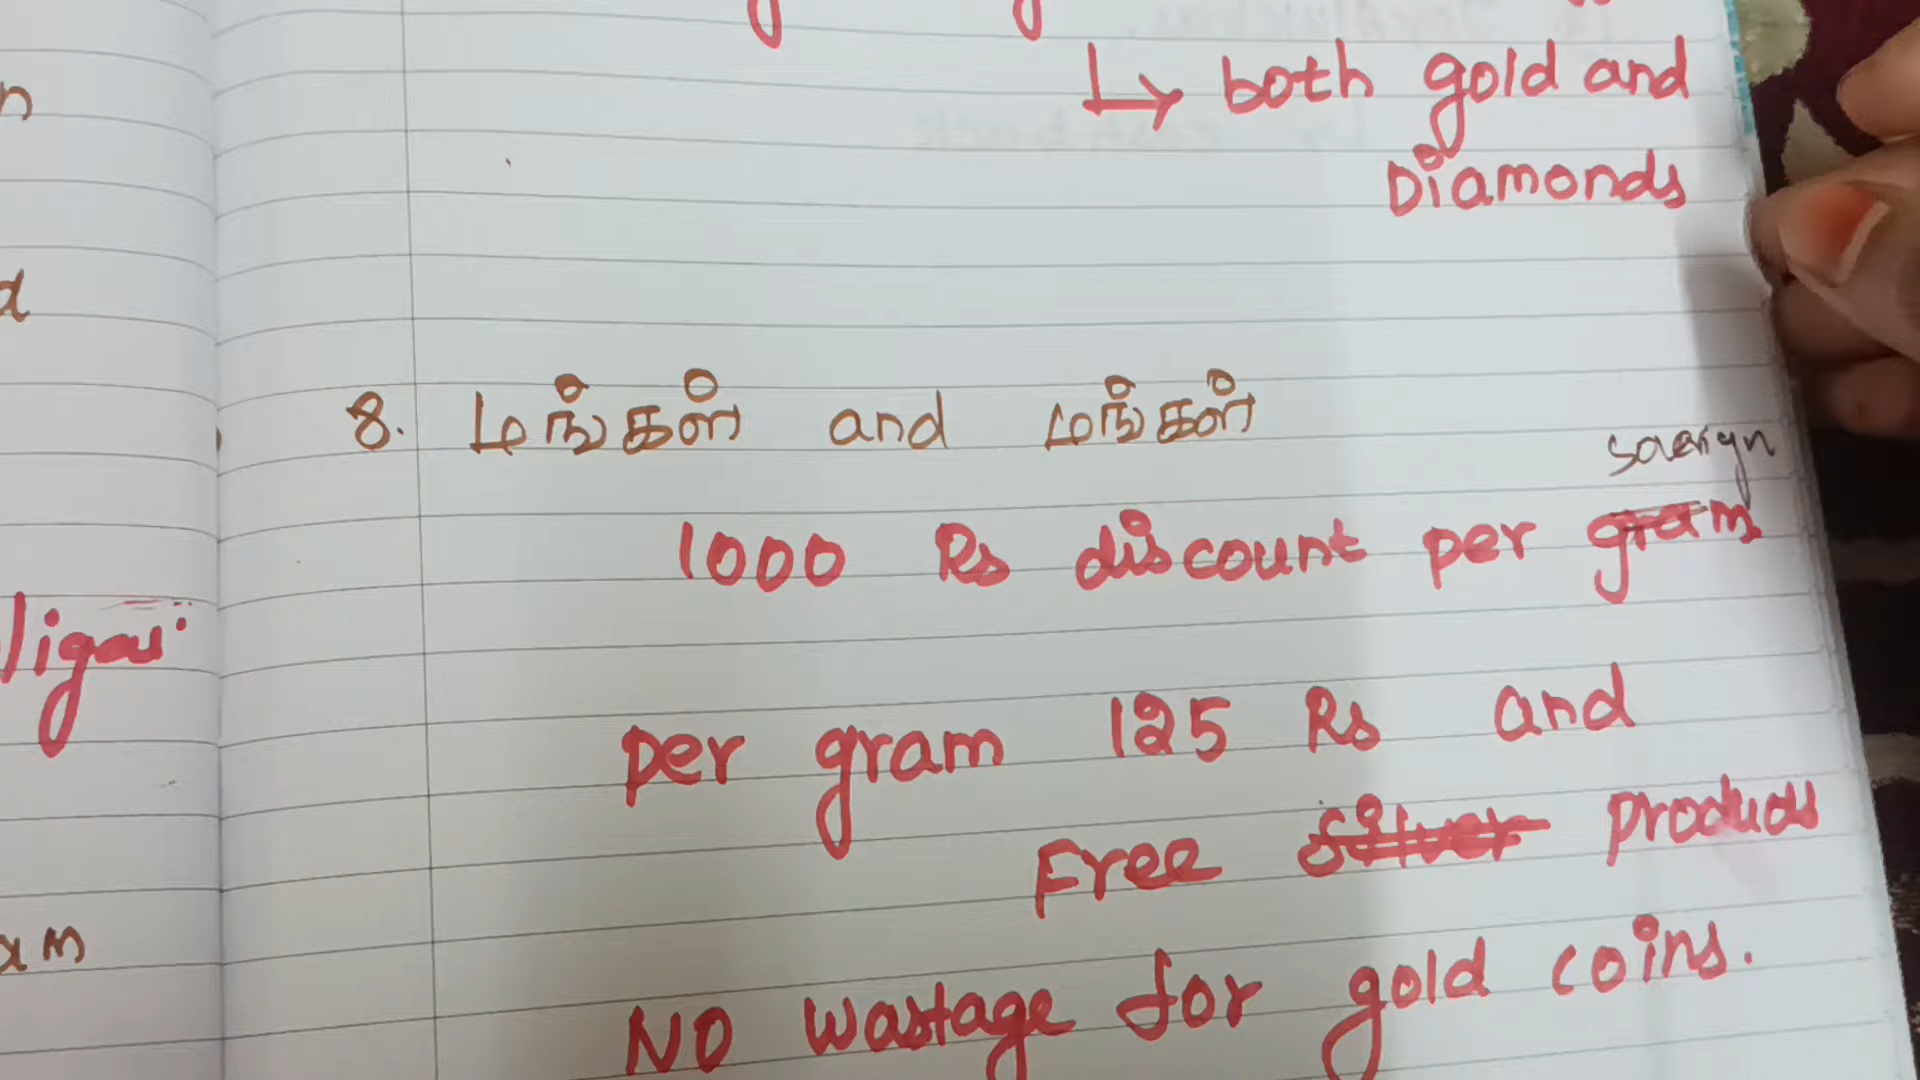 ↳ both gold and
Diamonds
8. மங்கள் and மங்கள்
soverign
1000 Rs discount per gram
per gram 125 Rs and
Free silver products
NO wastage for gold coins.